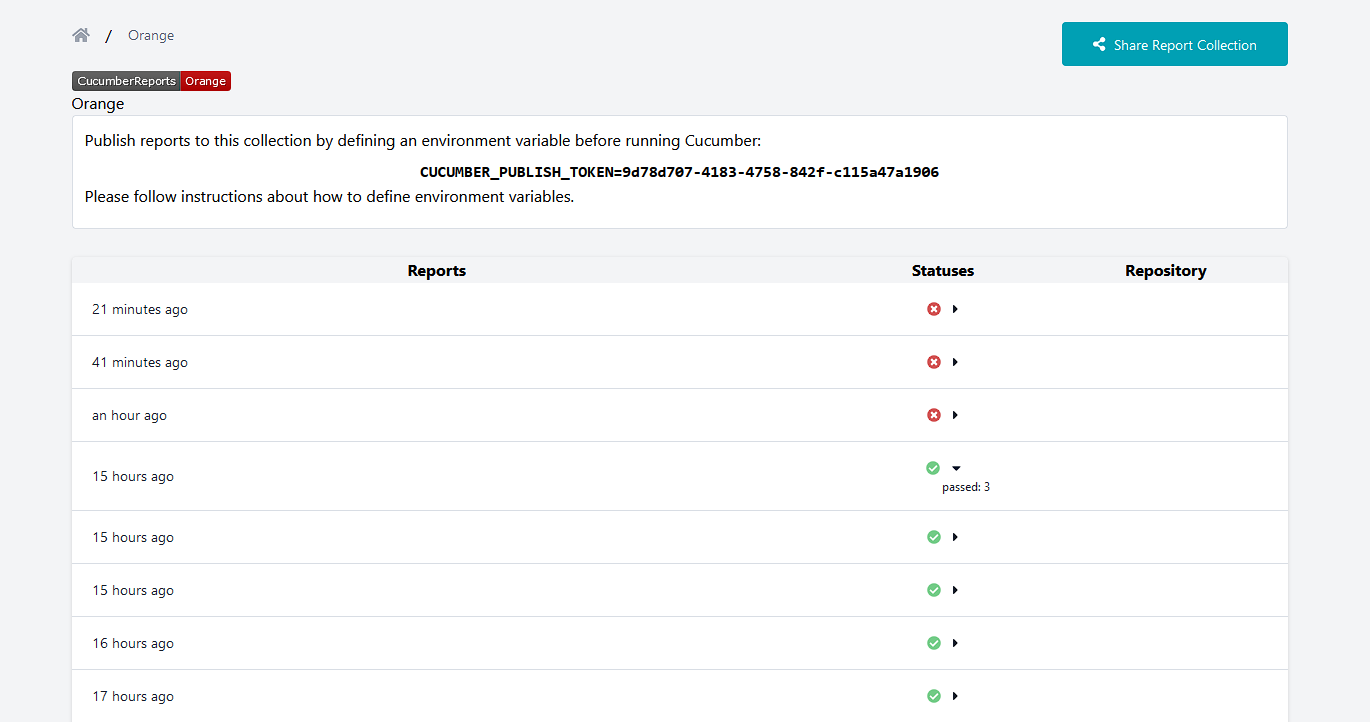 / Orange
Share Report Collection
CucumberReports Orange
Orange
Publish reports to this collection by defining an environment variable before running Cucumber:
CUCUMBER_PUBLISH_TOKEN=9d78d707-4183-4758-842f-c115a47a1906
Please follow instructions about how to define environment variables.
Reports Statuses Repository
21 minutes ago
41 minutes ago
an hour ago
15 hours ago
passed: 3
15 hours ago
15 hours ago
16 hours ago
17 hours ago